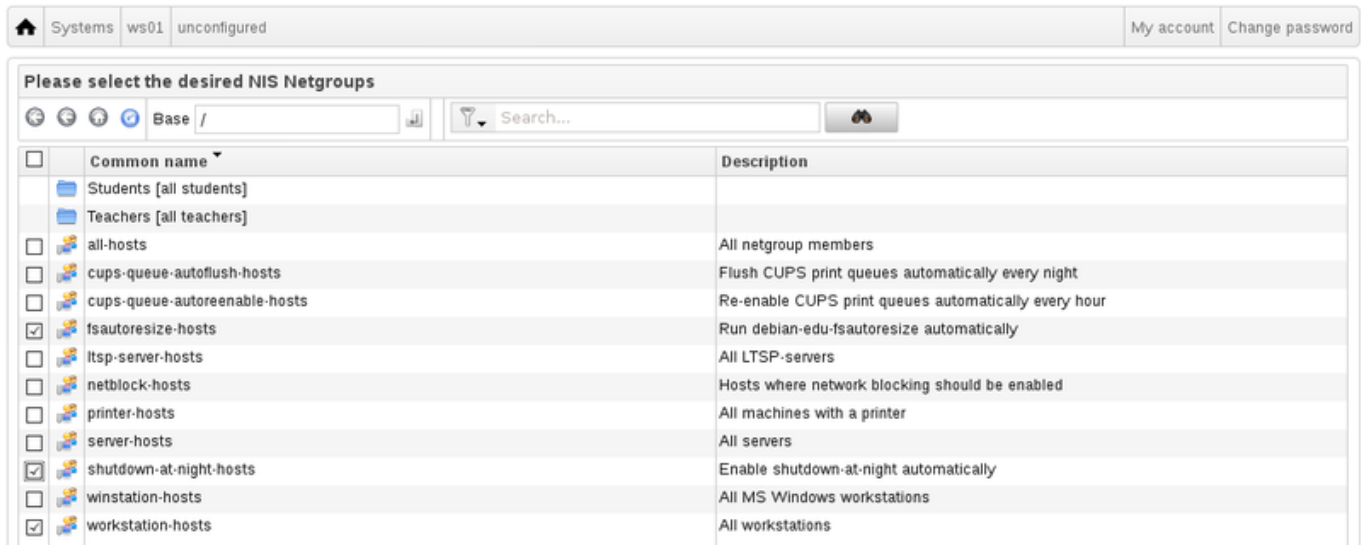 Systems ws01 unconfigured My account Change password
Please select the desired NIS Netgroups
Base / Search...
Common name Description
Students [all students]
Teachers [all teachers]
all-hosts All netgroup members
cups-queue-autoflush-hosts Flush CUPS print queues automatically every night
cups-queue-autoreenable-hosts Re-enable CUPS print queues automatically every hour
fsautoresize-hosts Run debian-edu-fsautoresize automatically
ltsp-server-hosts All LTSP-servers
netblock-hosts Hosts where network blocking should be enabled
printer-hosts All machines with a printer
server-hosts All servers
shutdown-at-night-hosts Enable shutdown-at-night automatically
winstation-hosts All MS Windows workstations
workstation-hosts All workstations